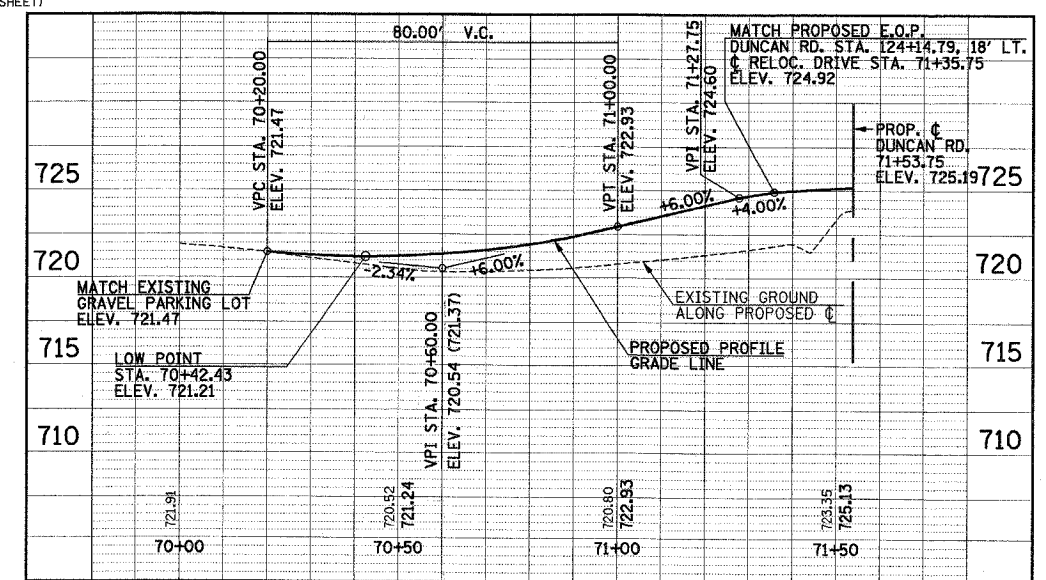 SHEET)
80.00' V.C.
VPC STA. 70+20.00
ELEV. 721.47
VPT STA. 71+00.00
ELEV. 722.93
VPI STA. 71+27.75
ELEV. 724.60
MATCH PROPOSED E.O.P.
DUNCAN RD. STA. 124+14.79, 18' LT.
℄ RELOC. DRIVE STA. 71+35.75
ELEV. 724.92
PROP. ℄
DUNCAN RD.
71+53.75
ELEV. 725.19
725
725
+6.00%
+4.00%
720
720
-2.34%
+6.00%
MATCH EXISTING
GRAVEL PARKING LOT
ELEV. 721.47
EXISTING GROUND
ALONG PROPOSED ℄
715
715
LOW POINT
STA. 70+42.43
ELEV. 721.21
VPI STA. 70+60.00
ELEV. 720.54 (721.37)
PROPOSED PROFILE
GRADE LINE
710
710
721.91
720.52
721.24
720.80
722.93
723.35
725.13
70+00
70+50
71+00
71+50